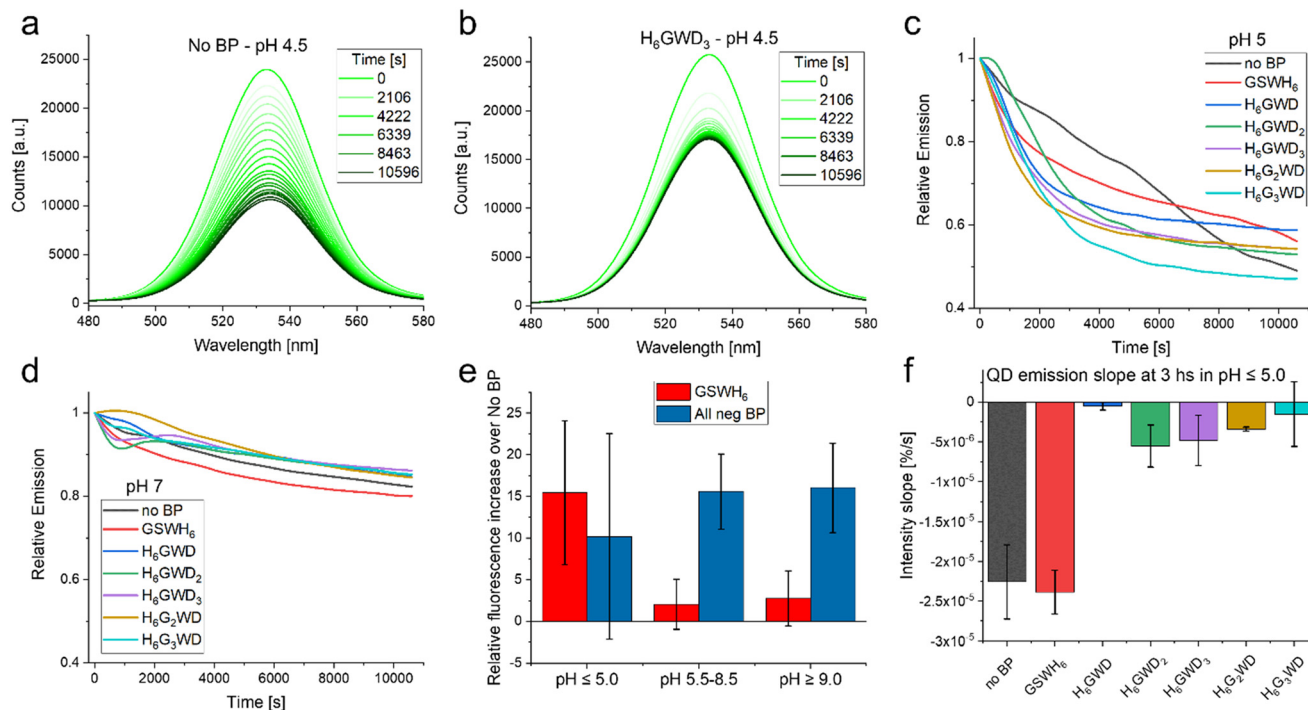 a
No BP - pH 4.5
Time [s]
0
2106
4222
6339
8463
10596
25000
20000
15000
10000
5000
0
Counts [a.u.]
480 500 520 540 560 580
Wavelength [nm]
b
H₆GWD₃ - pH 4.5
Time [s]
0
2106
4222
6339
8463
10596
25000
20000
15000
10000
5000
0
Counts [a.u.]
480 500 520 540 560 580
Wavelength [nm]
c
pH 5
no BP
GSWH₆
H₆GWD
H₆GWD₂
H₆GWD₃
H₆G₂WD
H₆G₃WD
1
0.8
0.6
0.4
Relative Emission
0 2000 4000 6000 8000 10000
Time [s]
d
1
0.8
0.6
0.4
Relative Emission
pH 7
no BP
GSWH₆
H₆GWD
H₆GWD₂
H₆GWD₃
H₆G₂WD
H₆G₃WD
0 2000 4000 6000 8000 10000
Time [s]
e
GSWH₆
All neg BP
25
20
15
10
5
0
-5
Relative fluorescence increase over No BP
pH ≤ 5.0 pH 5.5-8.5 pH ≥ 9.0
f
QD emission slope at 3 hs in pH ≤ 5.0
0
-5x10⁻⁶
-1x10⁻⁵
-1.5x10⁻⁵
-2x10⁻⁵
-2.5x10⁻⁵
-3x10⁻⁵
Intensity slope [%/s]
no BP GSWH₆ H₆GWD H₆GWD₂ H₆GWD₃ H₆G₂WD H₆G₃WD